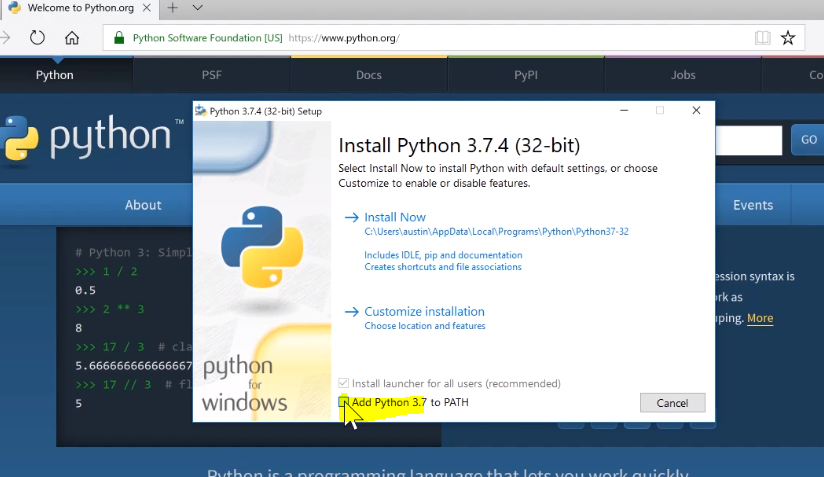 Welcome to Python.org
Python Software Foundation [US] https://www.python.org/
Python PSF Docs PyPI Jobs Co
Python 3.7.4 (32-bit) Setup
python™
GO
Install Python 3.7.4 (32-bit)
Select Install Now to install Python with default settings, or choose
Customize to enable or disable features.
About
Events
Install Now
C:\Users\austin\AppData\Local\Programs\Python\Python37-32
Includes IDLE, pip and documentation
Creates shortcuts and file associations
Customize installation
Choose location and features
python
for
windows
Install launcher for all users (recommended)
Add Python 3.7 to PATH
Cancel
# Python 3: Simpl
>>> 1 / 2
0.5
>>> 2 ** 3
8
>>> 17 / 3 # cla
5.666666666666667
>>> 17 // 3 # fl
5
ession syntax is
rk as
uping. More
Python is a programming language that lets you work quickly